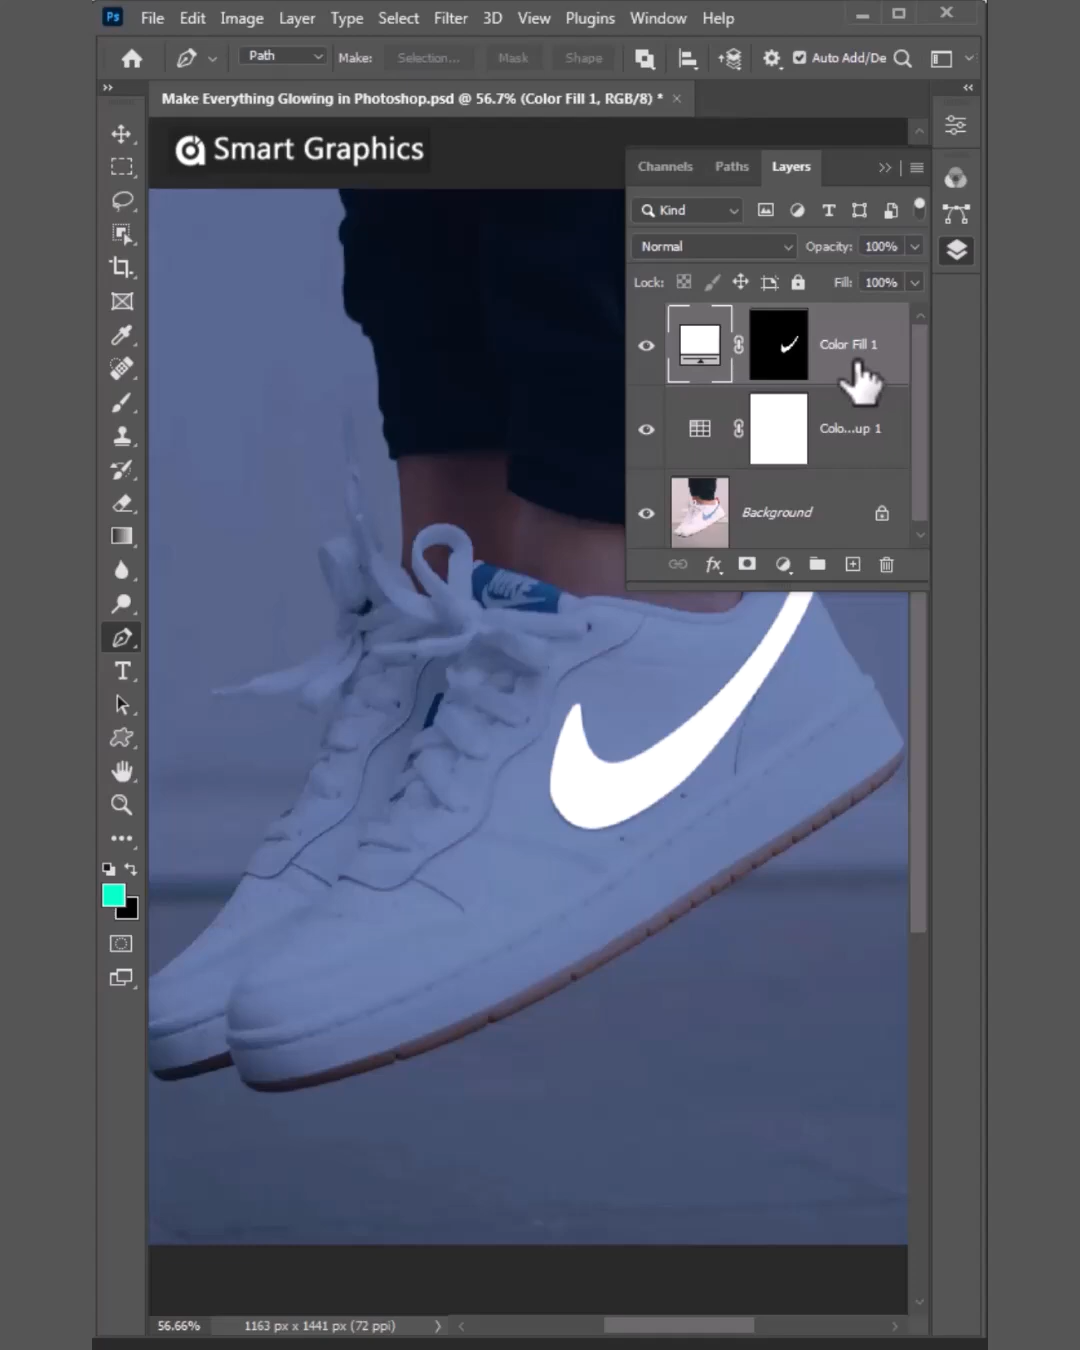 Ps File Edit Image Layer Type Select Filter 3D View Plugins Window Help
Path Make: Selection... Mask Shape Auto Add/De
Make Everything Glowing in Photoshop.psd @ 56.7% (Color Fill 1, RGB/8) *
Smart Graphics
Channels Paths Layers
Kind
Normal Opacity: 100%
Lock: Fill: 100%
Color Fill 1
Colo...up 1
Background
fx
NIKE
56.66% 1163 px x 1441 px (72 ppi)